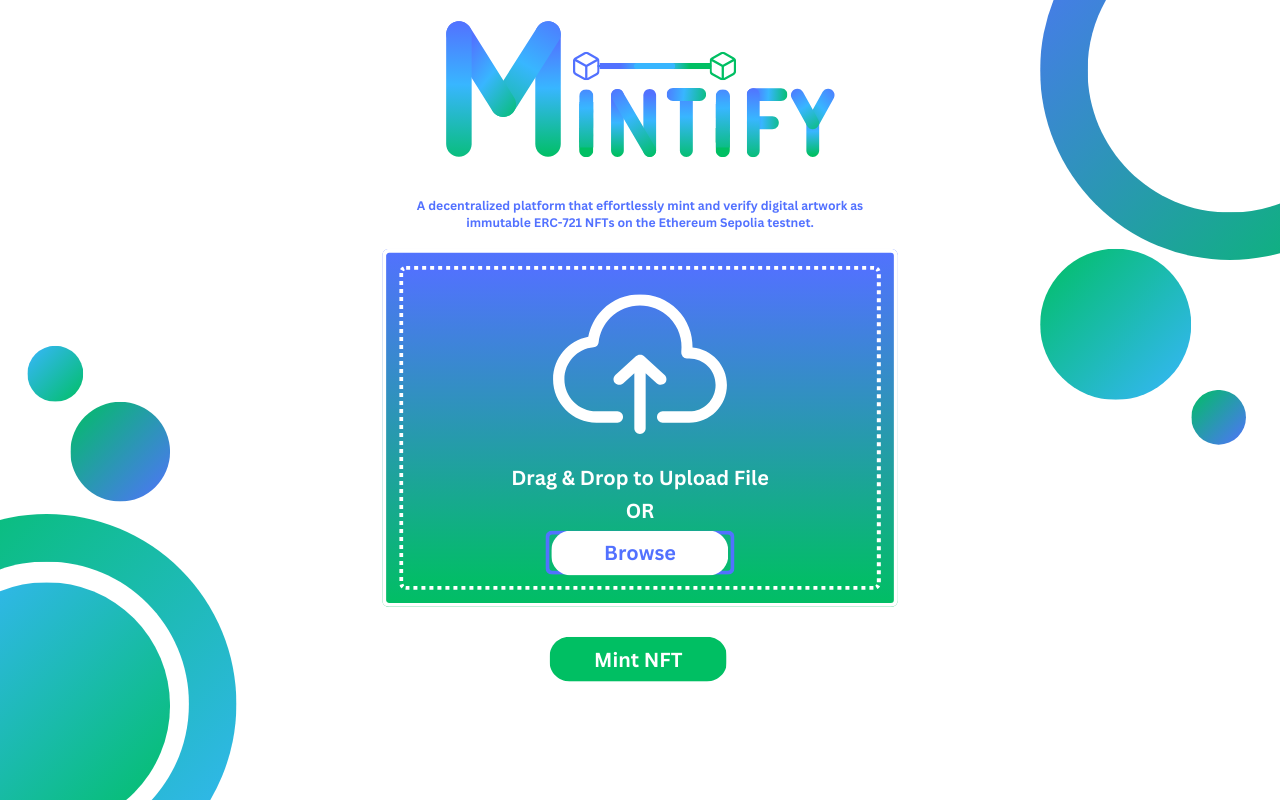 MINTIFY
A decentralized platform that effortlessly mint and verify digital artwork as
immutable ERC-721 NFTs on the Ethereum Sepolia testnet.
Drag & Drop to Upload File
OR
Browse
Mint NFT